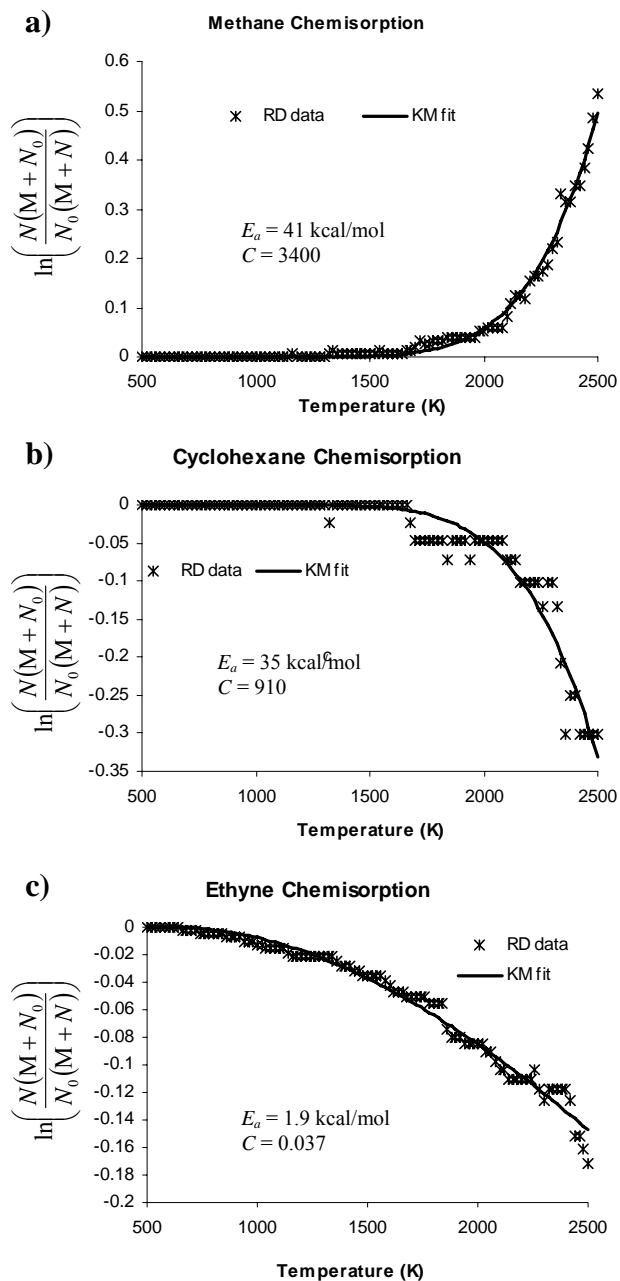 a)
Methane Chemisorption
ln(N(M + N₀)/N₀(M + N))
0.6
0.5
0.4
0.3
0.2
0.1
0
RD data
KM fit
Eₐ = 41 kcal/mol
C = 3400
500 1000 1500 2000 2500
Temperature (K)
b)
Cyclohexane Chemisorption
ln(N(M + N₀)/N₀(M + N))
0
-0.05
-0.1
-0.15
-0.2
-0.25
-0.3
-0.35
RD data
KM fit
Eₐ = 35 kcal/mol
C = 910
500 1000 1500 2000 2500
Temperature (K)
c)
Ethyne Chemisorption
ln(N(M + N₀)/N₀(M + N))
0
-0.02
-0.04
-0.06
-0.08
-0.1
-0.12
-0.14
-0.16
-0.18
-0.2
RD data
KM fit
Eₐ = 1.9 kcal/mol
C = 0.037
500 1000 1500 2000 2500
Temperature (K)